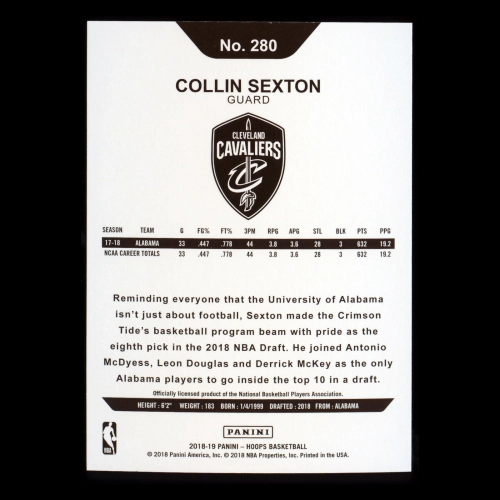 No. 280
COLLIN SEXTON
GUARD
CLEVELAND
CAVALIERS
SEASON TEAM G FG% FT% 3PM RPG APG STL BLK PTS PPG
17-18 ALABAMA 33 .447 .778 44 3.8 3.6 28 3 632 19.2
NCAA CAREER TOTALS 33 .447 .778 44 3.8 3.6 28 3 632 19.2
Reminding everyone that the University of Alabama
isn't just about football, Sexton made the Crimson
Tide's basketball program beam with pride as the
eighth pick in the 2018 NBA Draft. He joined Antonio
McDyess, Leon Douglas and Derrick McKey as the only
Alabama players to go inside the top 10 in a draft.
Officially licensed product of the National Basketball Players Association.
HEIGHT: 6'2" WEIGHT: 183 BORN: 1/4/1999 DRAFTED: 2018 FROM: ALABAMA
PANINI
NBA
2018-19 PANINI – HOOPS BASKETBALL
© 2018 Panini America, Inc. © 2018 NBA Properties, Inc. Printed in the USA.